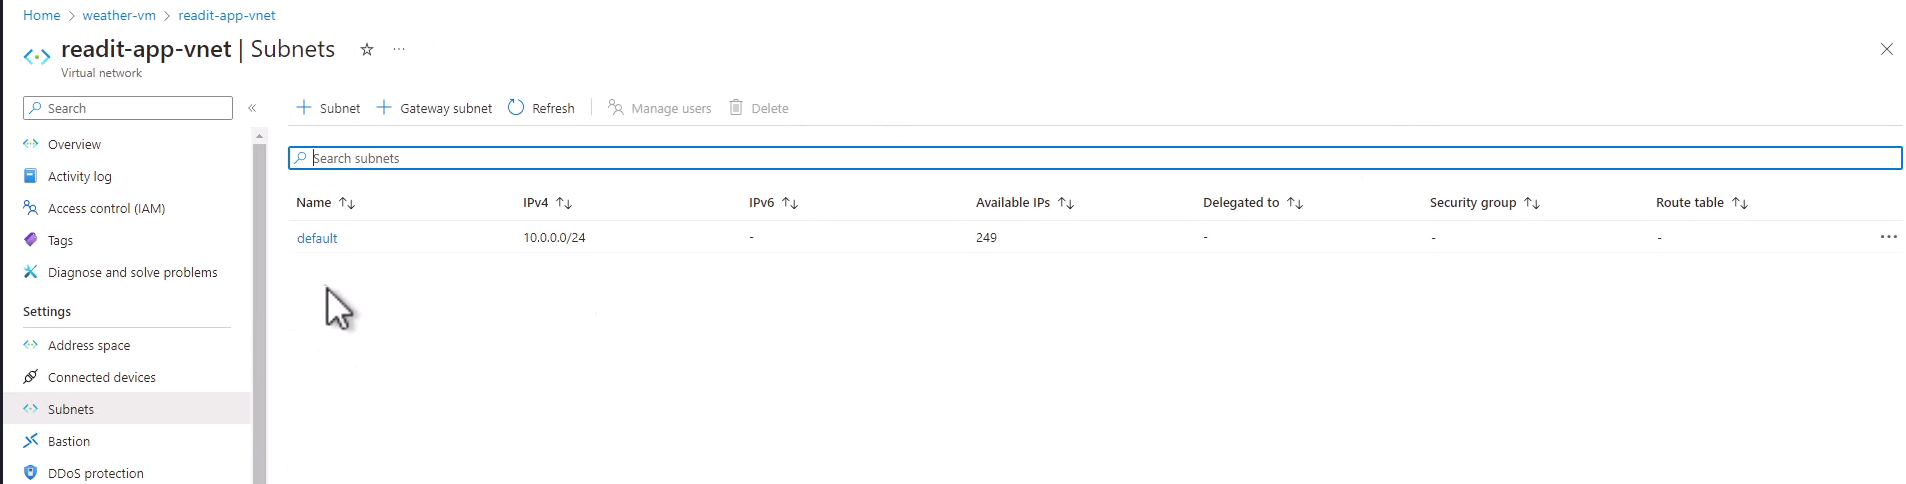 Home > weather-vm > readit-app-vnet
readit-app-vnet | Subnets
Virtual network
Search
Overview
Activity log
Access control (IAM)
Tags
Diagnose and solve problems
Settings
Address space
Connected devices
Subnets
Bastion
DDoS protection
+ Subnet + Gateway subnet Refresh Manage users Delete
Search subnets
Name IPv4 IPv6 Available IPs Delegated to Security group Route table
default 10.0.0.0/24 - 249 - - - ...